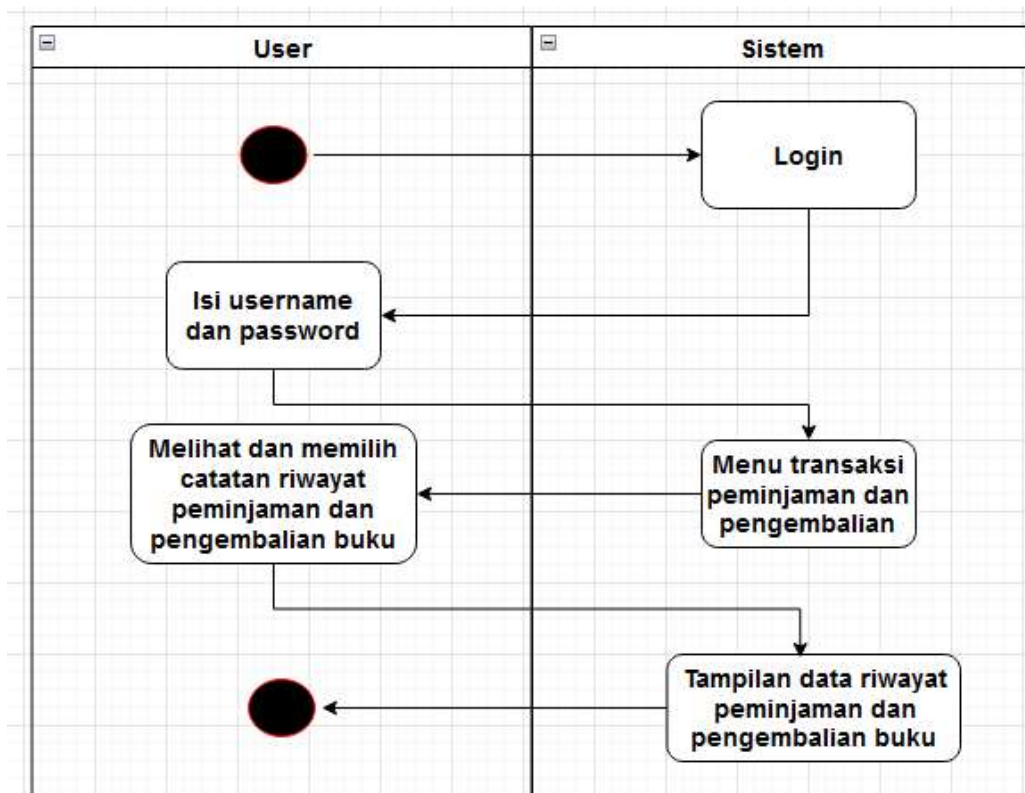 User
Sistem
Login
Isi username
dan password
Melihat dan memilih
catatan riwayat
peminjaman dan
pengembalian buku
Menu transaksi
peminjaman dan
pengembalian
Tampilan data riwayat
peminjaman dan
pengembalian buku